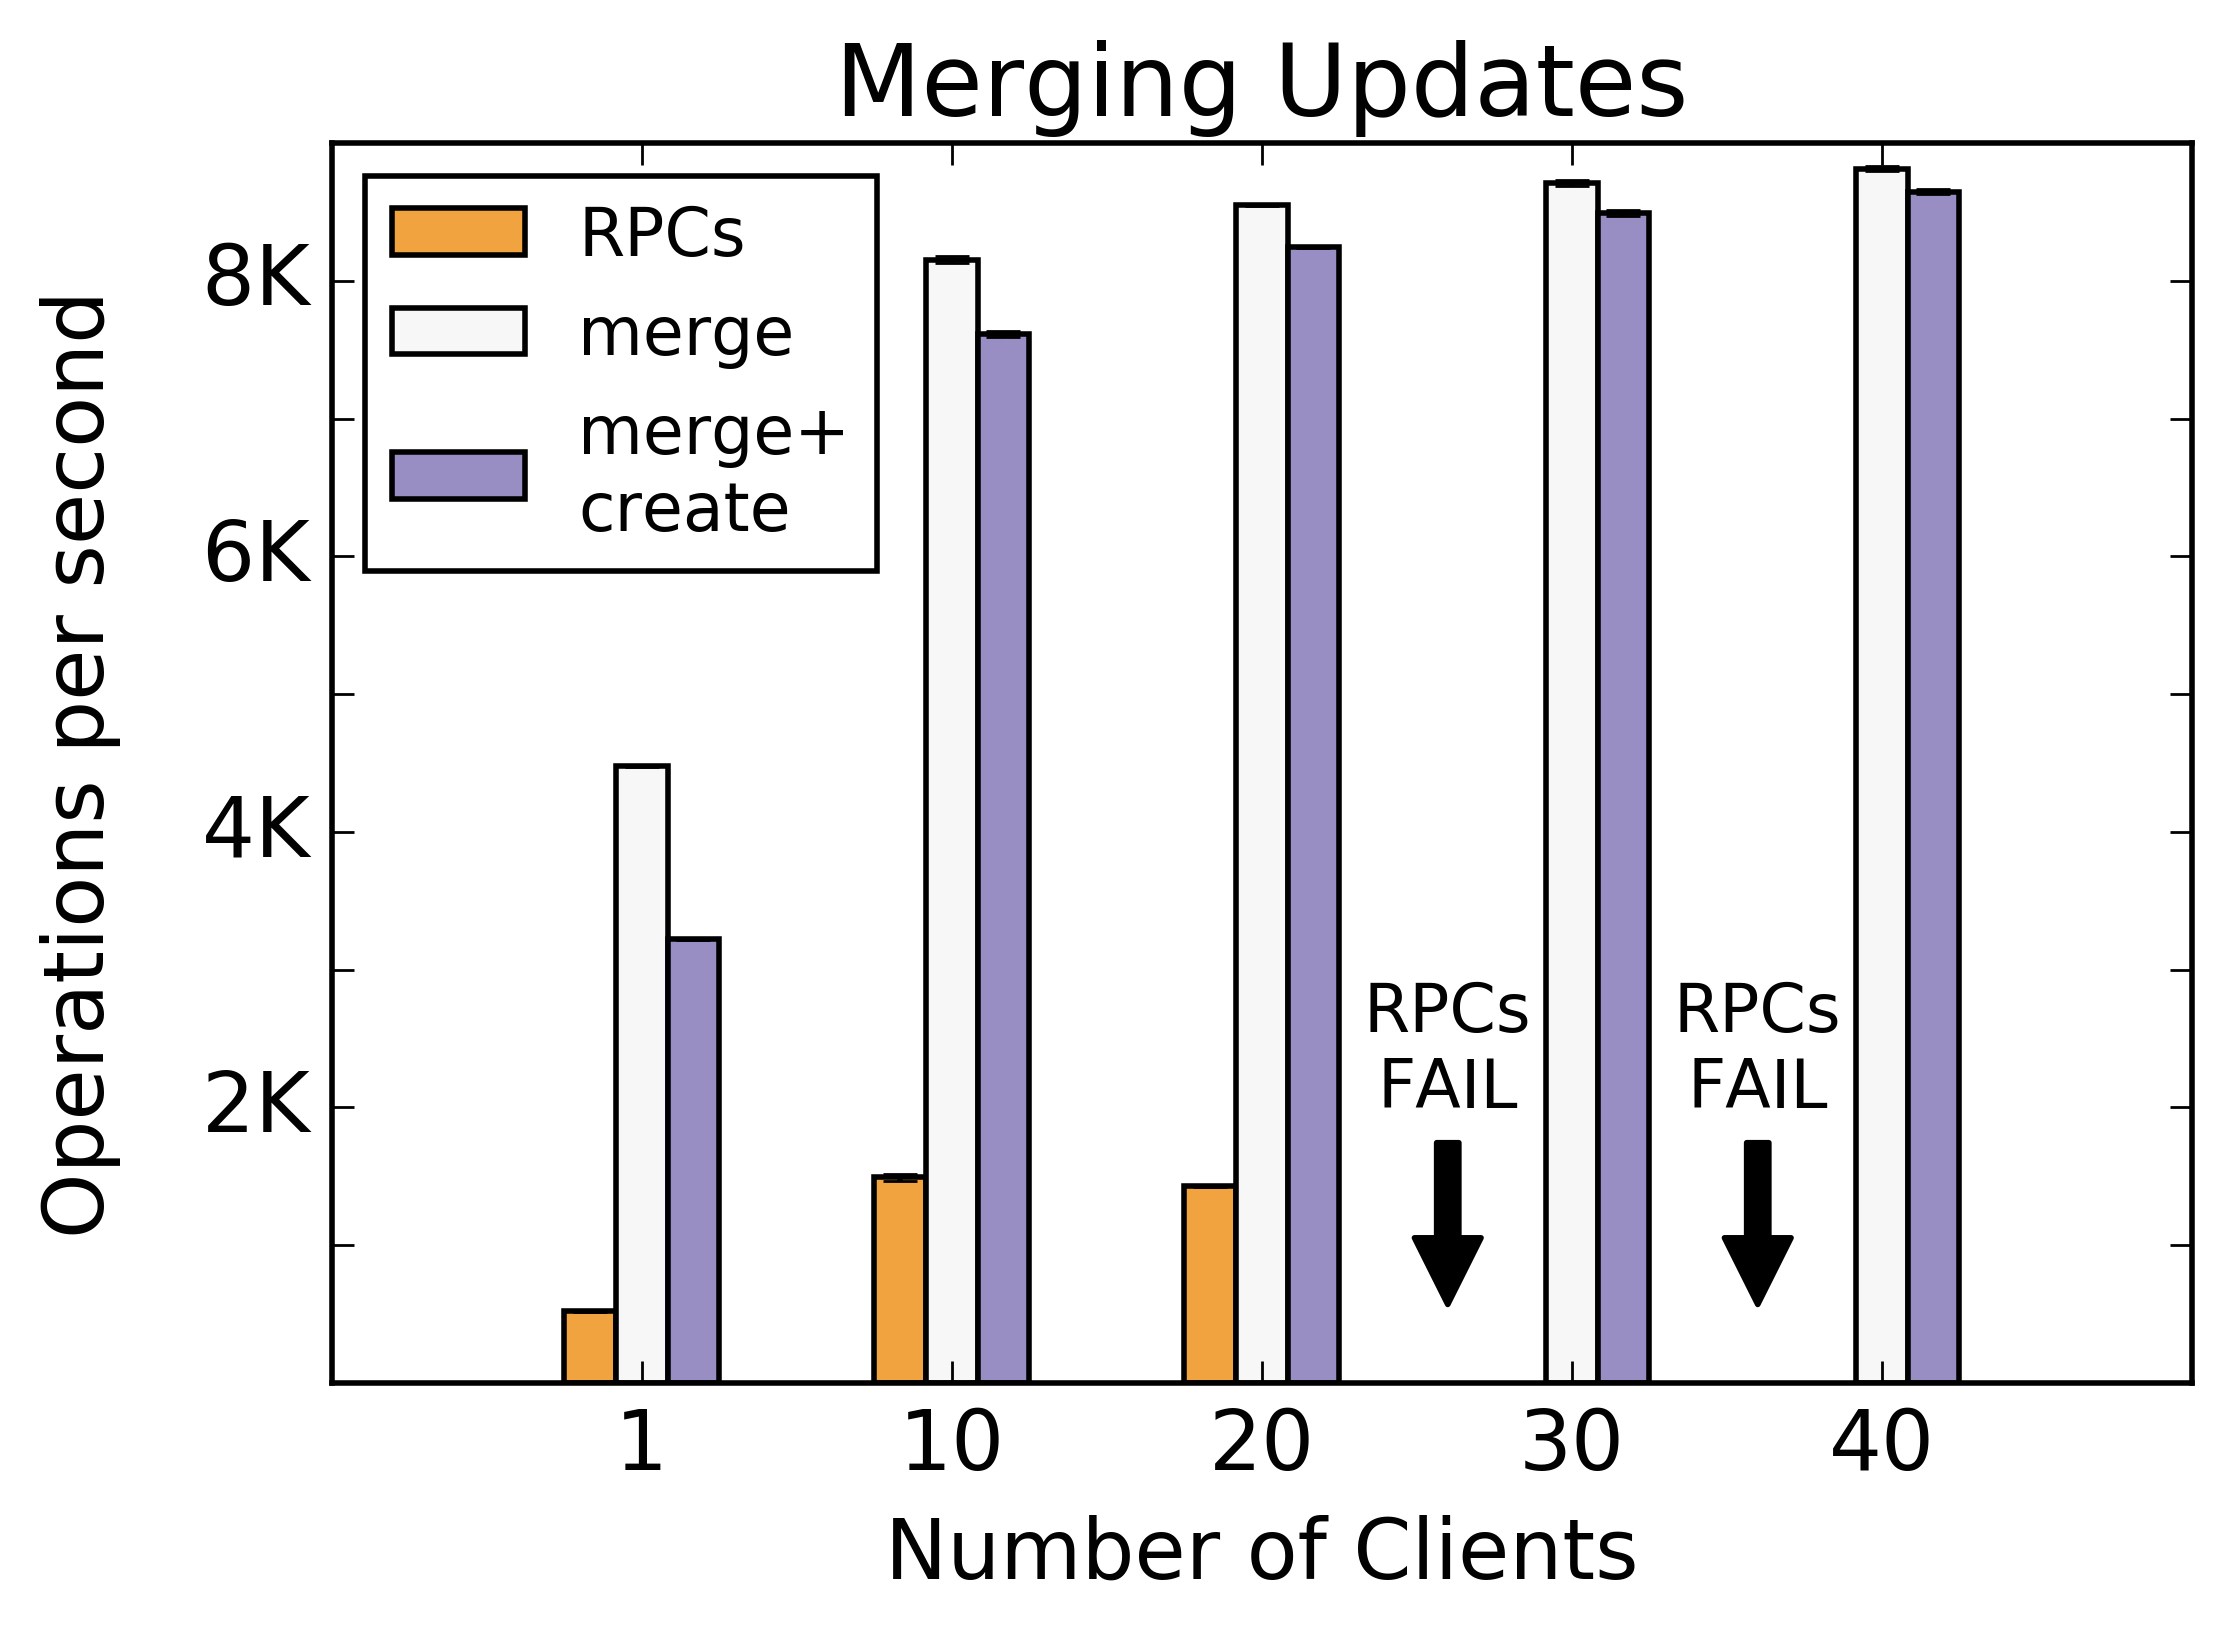 Merging Updates
RPCs
merge
merge+
create
8K
6K
4K
2K
Operations per second
RPCs
FAIL
RPCs
FAIL
1 10 20 30 40
Number of Clients